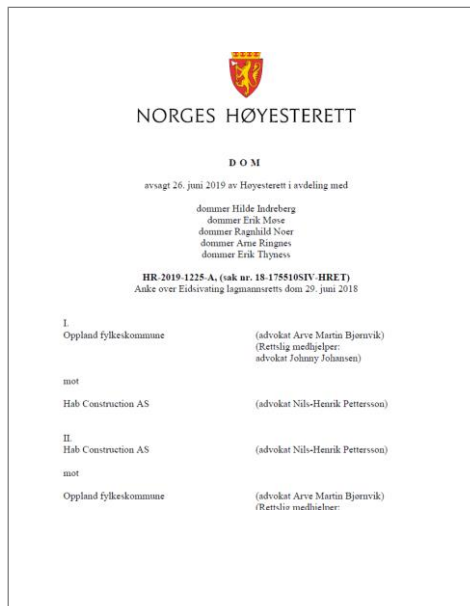 NORGES HØYESTERETT
D O M
avsagt 26. juni 2019 av Høyesterett i avdeling med
dommer Hilde Indreberg
dommer Erik Møse
dommer Ragnhild Noer
dommer Arne Ringnes
dommer Erik Thyness
HR-2019-1225-A, (sak nr. 18-175510SIV-HRET)
Anke over Eidsivating lagmannsretts dom 29. juni 2018
I.
Oppland fylkeskommune (advokat Arve Martin Bjørnvik)
(Rettslig medhjelper:
advokat Johnny Johansen)
mot
Hab Construction AS (advokat Nils-Henrik Pettersson)
II.
Hab Construction AS (advokat Nils-Henrik Pettersson)
mot
Oppland fylkeskommune (advokat Arve Martin Bjørnvik)
(Rettslig medhjelper: